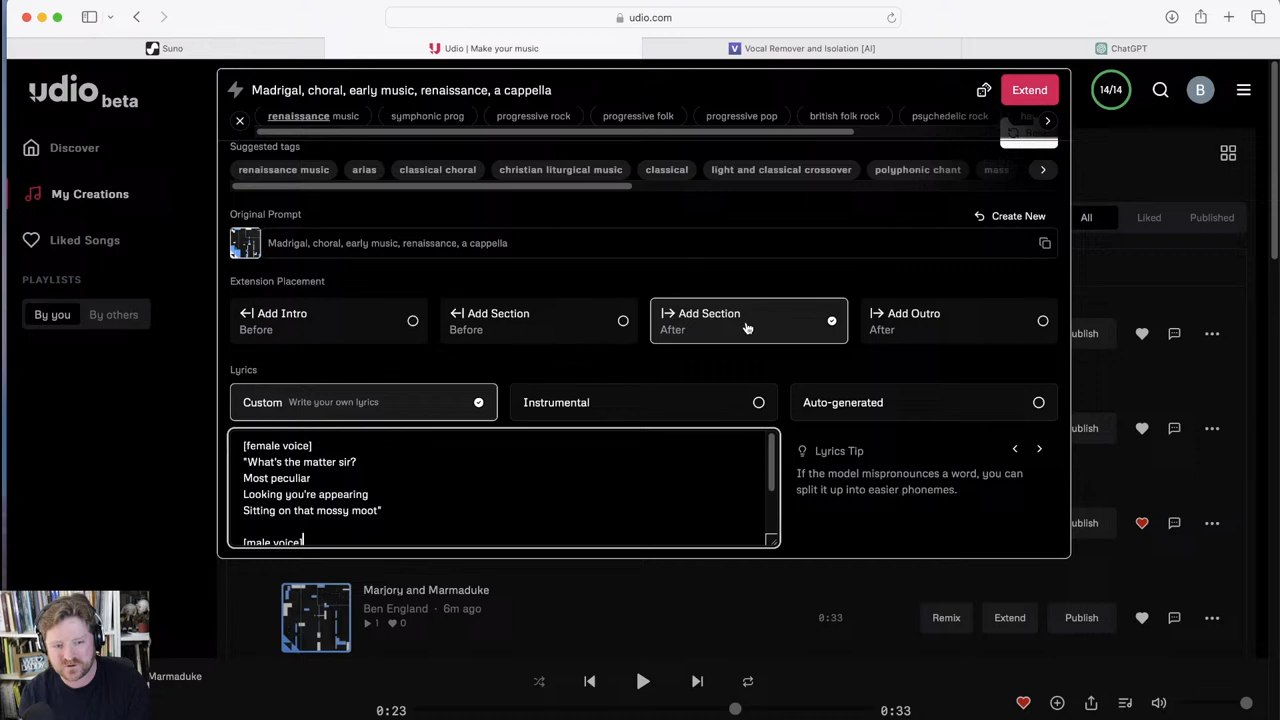 udio.com
Suno
Udio | Make your music
Vocal Remover and Isolation [AI]
ChatGPT
udio beta
Madrigal, choral, early music, renaissance, a cappella
Extend
14/14
B
renaissance music
symphonic prog
progressive rock
progressive folk
progressive pop
british folk rock
psychedelic rock
Suggested tags
renaissance music
arias
classical choral
christian liturgical music
classical
light and classical crossover
polyphonic chant
mass
Discover
My Creations
Liked Songs
PLAYLISTS
By you
By others
Original Prompt
Create New
Madrigal, choral, early music, renaissance, a cappella
All
Liked
Published
Extension Placement
Add Intro
Before
Add Section
Before
Add Section
After
Add Outro
After
Publish
Lyrics
Custom Write your own lyrics
Instrumental
Auto-generated
ublish
[female voice]
"What's the matter sir?
Most peculiar
Looking you're appearing
Sitting on that mossy moot"
[male voice]
Lyrics Tip
If the model mispronounces a word, you can
split it up into easier phonemes.
ublish
Marjory and Marmaduke
Ben England · 6m ago
1
0
0:33
Remix
Extend
Publish
Marmaduke
0:23
0:33